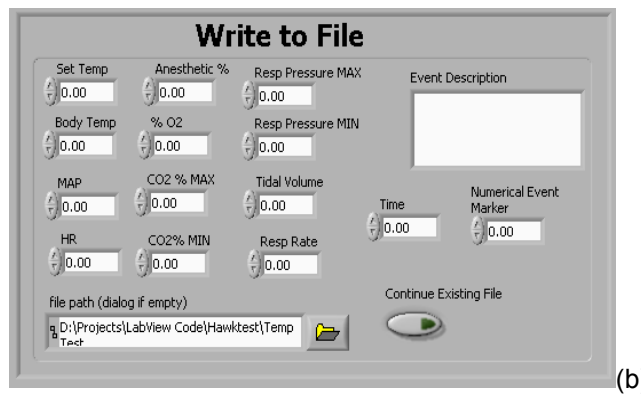 Write to File
Set Temp Anesthetic % Resp Pressure MAX Event Description
0.00 0.00 0.00
Body Temp % O2 Resp Pressure MIN
0.00 0.00 0.00
MAP CO2 % MAX Tidal Volume Time Numerical Event
Marker
0.00 0.00 0.00 0.00 0.00
HR CO2% MIN Resp Rate
0.00 0.00 0.00
file path (dialog if empty) Continue Existing File
D:\Projects\LabView Code\Hawktest\Temp
Test
(b